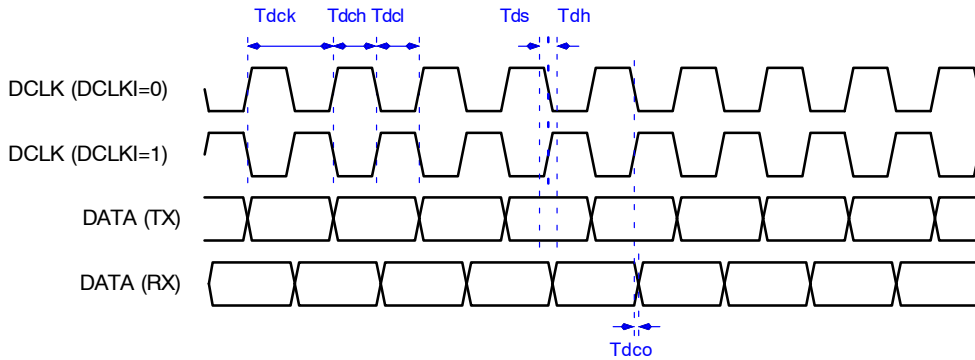 Tdck Tdch Tdcl Tds Tdh
DCLK (DCLKI=0)
DCLK (DCLKI=1)
DATA (TX)
DATA (RX)
Tdco